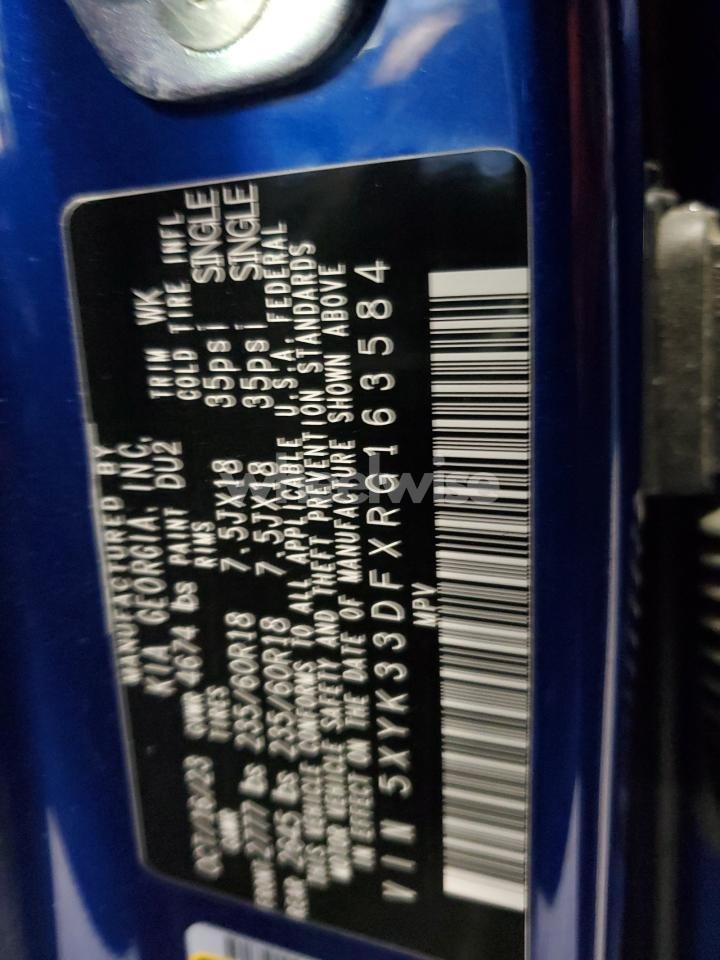 MANUFACTURED BY
KIA GEORGIA, INC.
4674 lbs PAINT DU2 TRIM WK
TIRES RIMS COLD TIRE INFL
235/60R18 7.5JX18 35psi SINGLE
235/60R18 7.5JX18 35psi SINGLE
THIS VEHICLE CONFORMS TO ALL APPLICABLE U.S.A. FEDERAL
MOTOR VEHICLE SAFETY AND THEFT PREVENTION STANDARDS
IN EFFECT ON THE DATE OF MANUFACTURE SHOWN ABOVE
VIN 5XYK33DFXRG163584
MPV
wheelwise